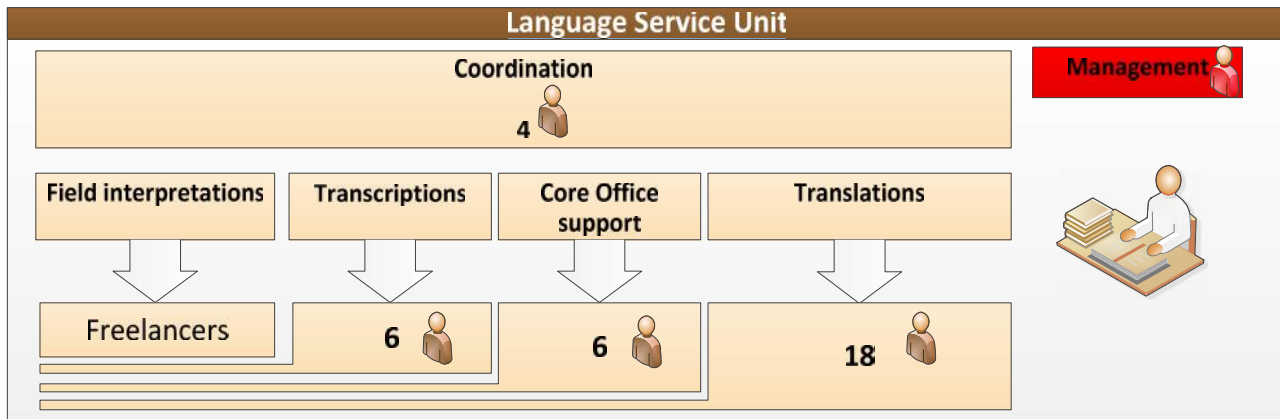 Language Service Unit
Coordination
4
Management
Field interpretations
Transcriptions
Core Office
support
Translations
Freelancers
6
6
18